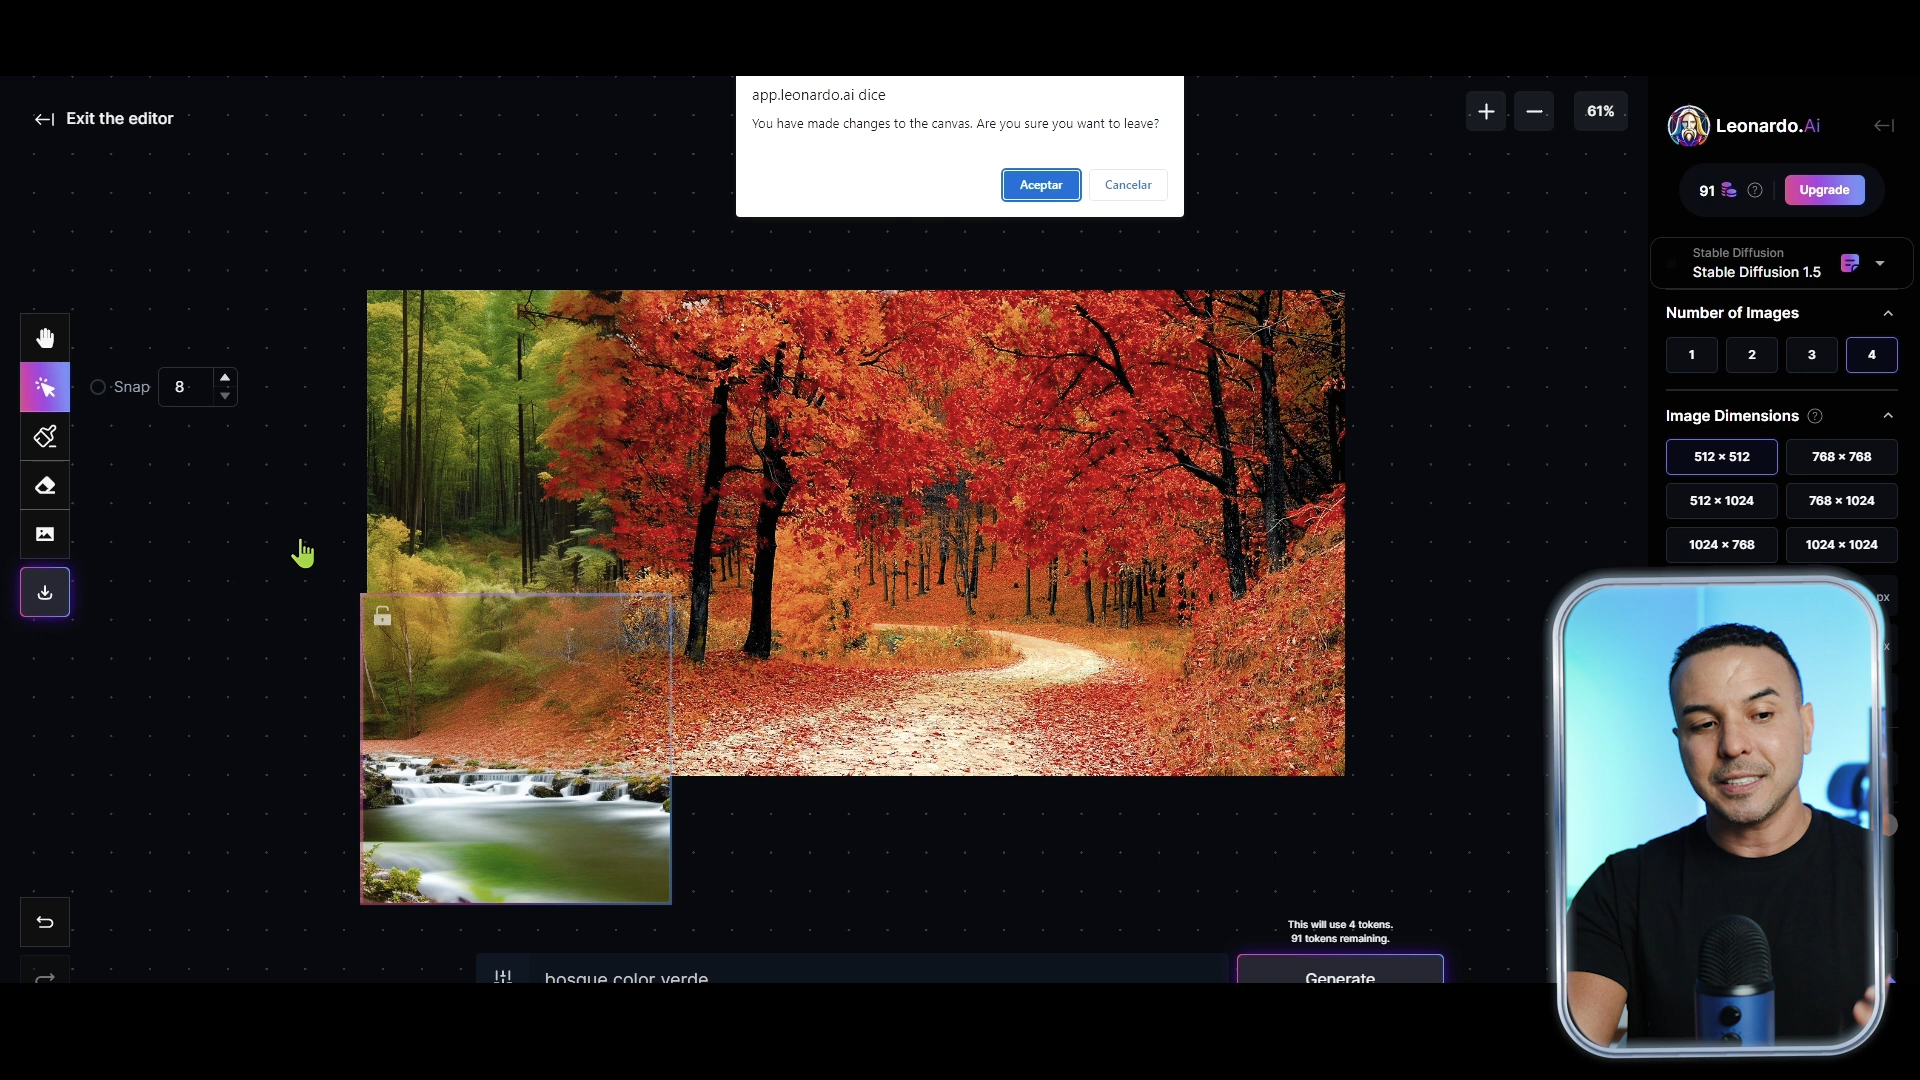 Exit the editor
app.leonardo.ai dice
You have made changes to the canvas. Are you sure you want to leave?
Aceptar
Cancelar
61%
Leonardo.Ai
91
Upgrade
Stable Diffusion
Stable Diffusion 1.5
Number of Images
1 2 3 4
Image Dimensions
512 × 512
768 × 768
512 × 1024
768 × 1024
1024 × 768
1024 × 1024
px
x
Snap
8
This will use 4 tokens.
91 tokens remaining.
bosque color verde
Generate